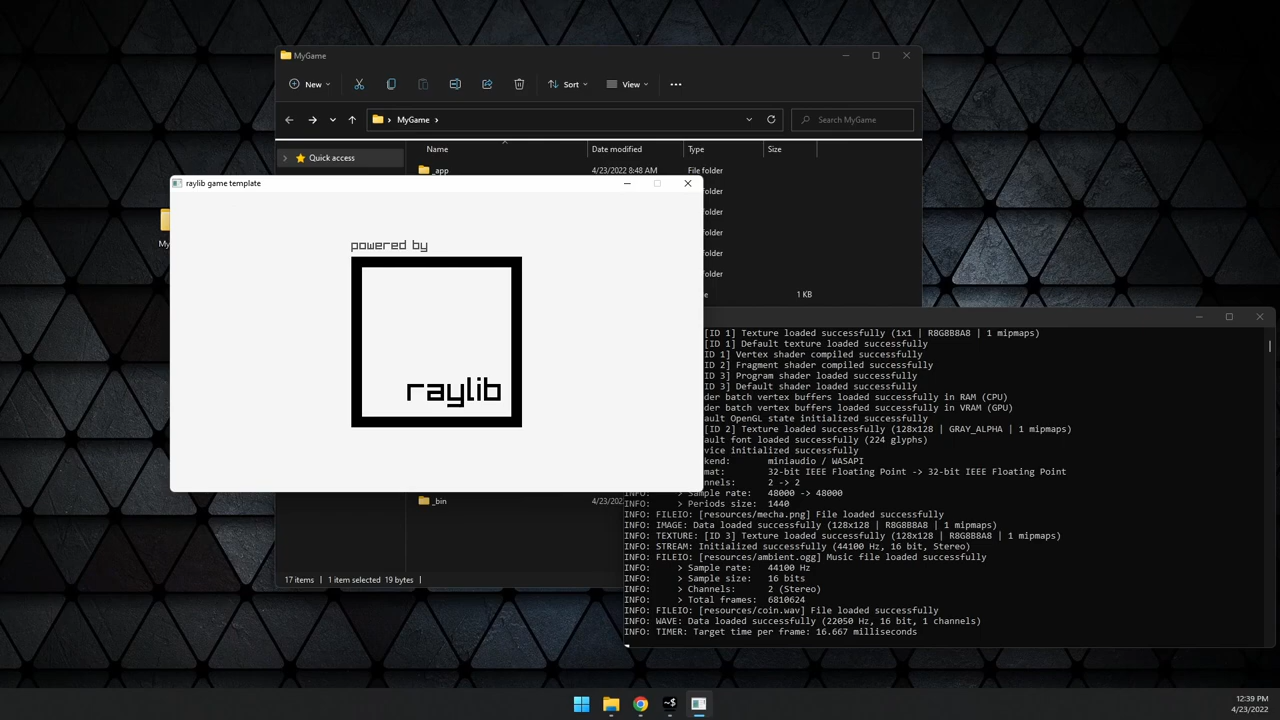 MyGame
New
Sort
View
MyGame
Search MyGame
Name
Date modified
Type
Size
Quick access
_app
4/23/2022 8:48 AM
File folder
raylib game template
folder
folder
folder
folder
folder
1 KB
My
powered by
raylib
_bin
4/23/202
17 items
1 item selected 19 bytes
[ID 1] Texture loaded successfully (1x1 | R8G8B8A8 | 1 mipmaps)
[ID 1] Default texture loaded successfully
ID 1] Vertex shader compiled successfully
ID 2] Fragment shader compiled successfully
ID 3] Program shader loaded successfully
ID 3] Default shader loaded successfully
der batch vertex buffers loaded successfully in RAM (CPU)
der batch vertex buffers loaded successfully in VRAM (GPU)
ault OpenGL state initialized successfully
[ID 2] Texture loaded successfully (128x128 | GRAY_ALPHA | 1 mipmaps)
ault font loaded successfully (224 glyphs)
vice initialized successfully
kend: miniaudio / WASAPI
mat: 32-bit IEEE Floating Point -> 32-bit IEEE Floating Point
nnels: 2 -> 2
INFO: > Sample rate: 48000 -> 48000
INFO: > Periods size: 1440
INFO: FILEIO: [resources/mecha.png] File loaded successfully
INFO: IMAGE: Data loaded successfully (128x128 | R8G8B8A8 | 1 mipmaps)
INFO: TEXTURE: [ID 3] Texture loaded successfully (128x128 | R8G8B8A8 | 1 mipmaps)
INFO: STREAM: Initialized successfully (44100 Hz, 16 bit, Stereo)
INFO: FILEIO: [resources/ambient.ogg] Music file loaded successfully
INFO: > Sample rate: 44100 Hz
INFO: > Sample size: 16 bits
INFO: > Channels: 2 (Stereo)
INFO: > Total frames: 6810624
INFO: FILEIO: [resources/coin.wav] File loaded successfully
INFO: WAVE: Data loaded successfully (22050 Hz, 16 bit, 1 channels)
INFO: TIMER: Target time per frame: 16.667 milliseconds
12:39 PM
4/23/2022